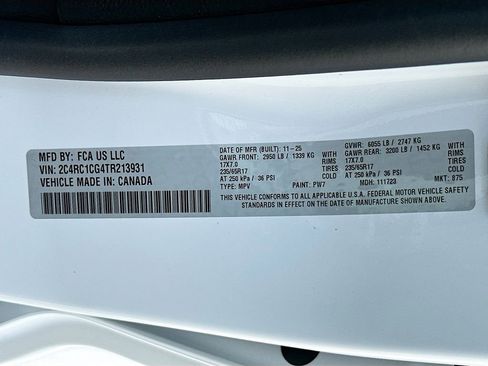 MFD BY: FCA US LLC
VIN: 2C4RC1CG4TR213931
VEHICLE MADE IN: CANADA
DATE OF MFR (BUILT): 11-25 GVWR: 6055 LB / 2747 KG
GAWR FRONT: 2950 LB / 1339 KG WITH GAWR REAR: 3200 LB / 1452 KG WITH
17X7.0 RIMS 17X7.0 RIMS
235/65R17 TIRES 235/65R17 TIRES
AT 250 kPa / 36 PSI COLD AT 250 kPa / 36 PSI COLD
TYPE: MPV PAINT: PW7 MDH: 111723 MKT: 875
THIS VEHICLE CONFORMS TO ALL APPLICABLE U.S.A. FEDERAL MOTOR VEHICLE SAFETY
STANDARDS IN EFFECT ON THE DATE OF MANUFACTURE SHOWN ABOVE.